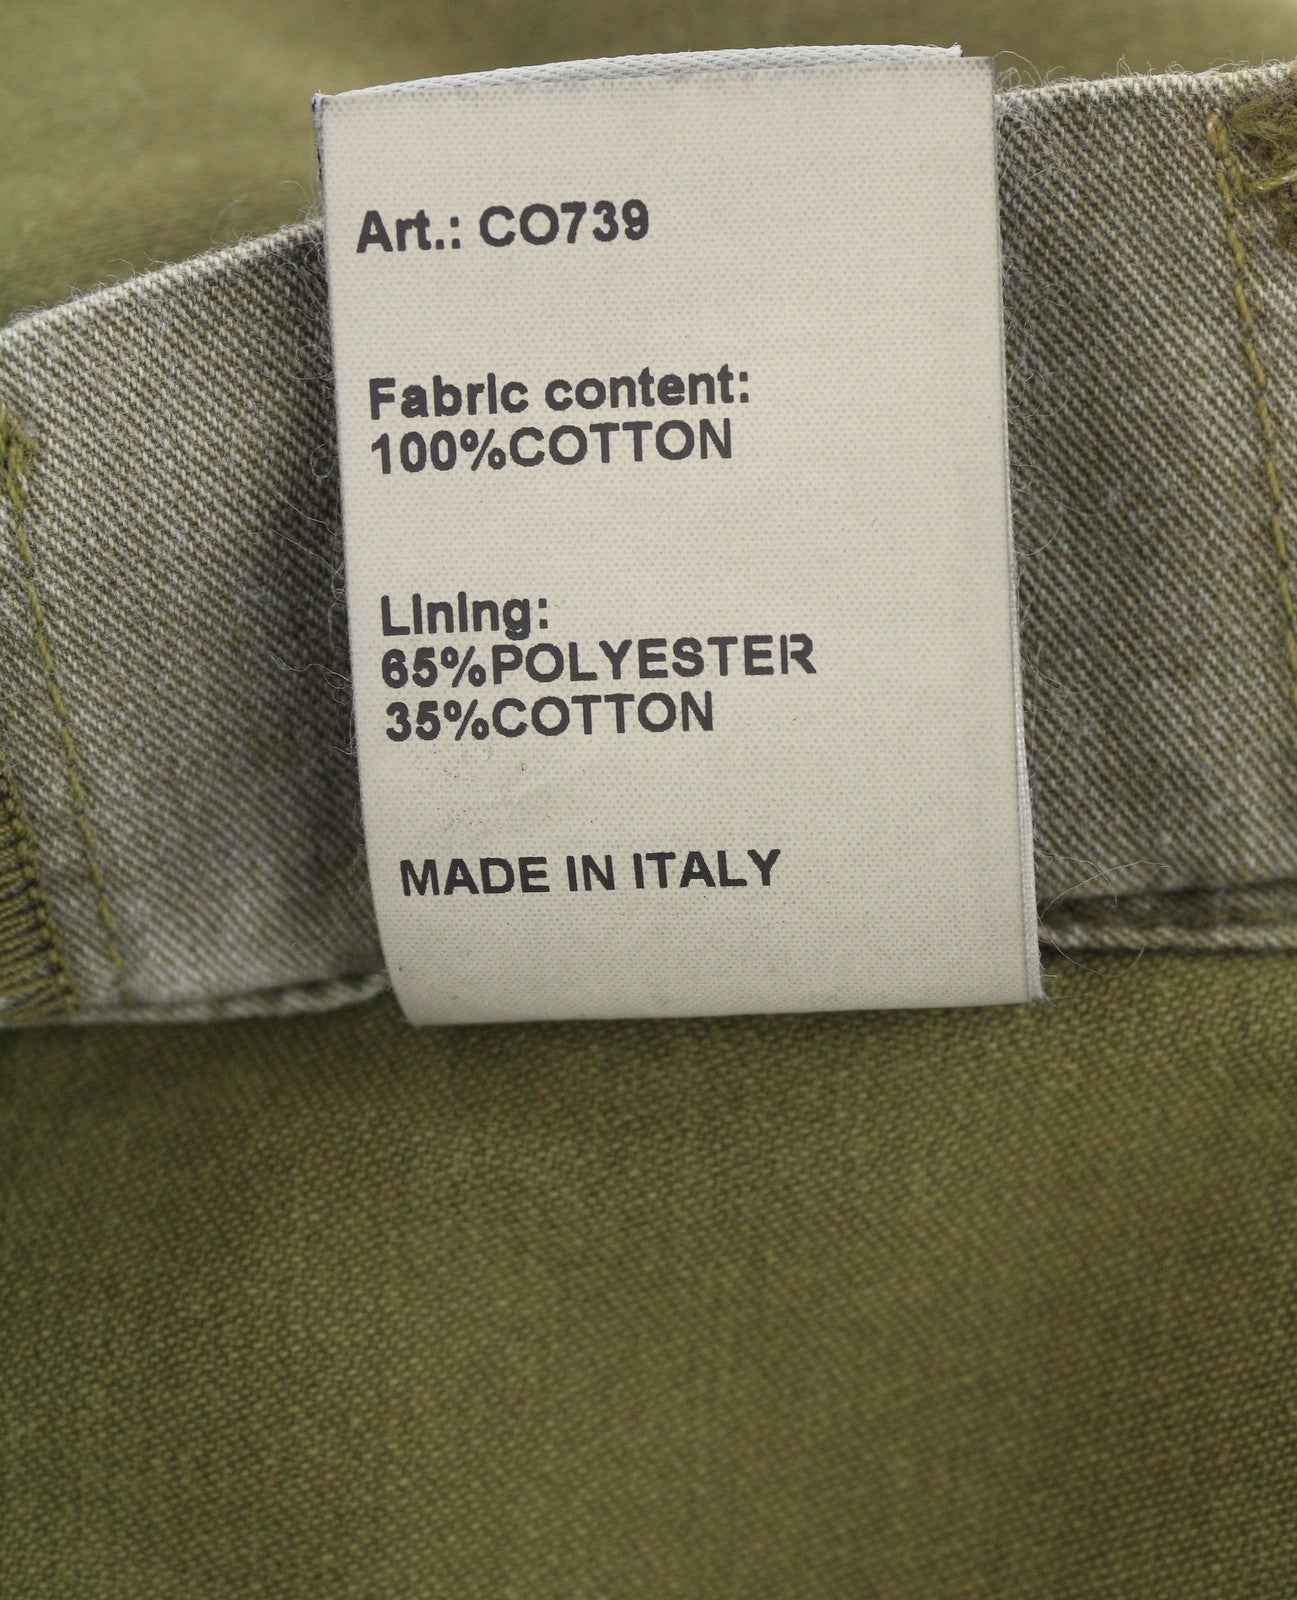 Art.: CO739
Fabric content:
100%COTTON
Lining:
65%POLYESTER
35%COTTON
MADE IN ITALY